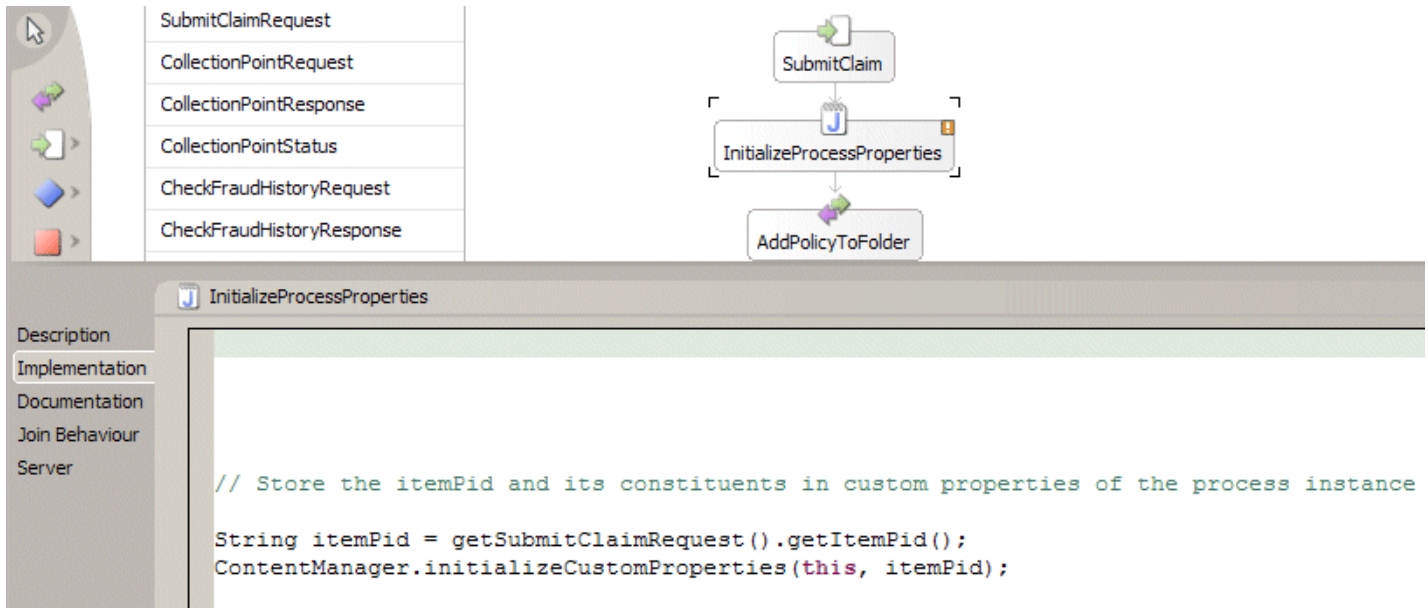 SubmitClaimRequest
CollectionPointRequest
CollectionPointResponse
CollectionPointStatus
CheckFraudHistoryRequest
CheckFraudHistoryResponse
SubmitClaim
J
InitializeProcessProperties
AddPolicyToFolder
J InitializeProcessProperties
Description
Implementation
Documentation
Join Behaviour
Server
// Store the itemPid and its constituents in custom properties of the process instance
String itemPid = getSubmitClaimRequest().getItemPid();
ContentManager.initializeCustomProperties(this, itemPid);